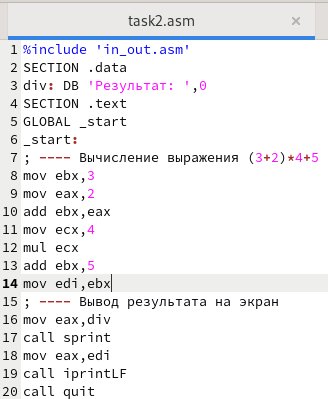 task2.asm
1 %include 'in_out.asm'
2 SECTION .data
3 div: DB 'Результат: ',0
4 SECTION .text
5 GLOBAL _start
6 _start:
7 ; ---- Вычисление выражения (3+2)*4+5
8 mov ebx,3
9 mov eax,2
10 add ebx,eax
11 mov ecx,4
12 mul ecx
13 add ebx,5
14 mov edi,ebx
15 ; ---- Вывод результата на экран
16 mov eax,div
17 call sprint
18 mov eax,edi
19 call iprintLF
20 call quit